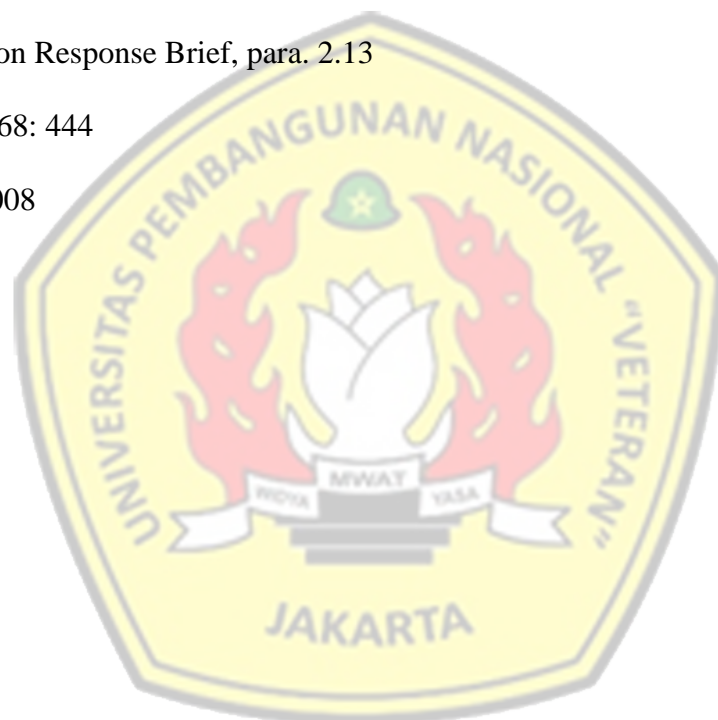 on Response Brief, para. 2.13
68: 444
008
UNIVERSITAS PEMBANGUNAN NASIONAL "VETERAN"
WIDYA MWAT YASA
JAKARTA